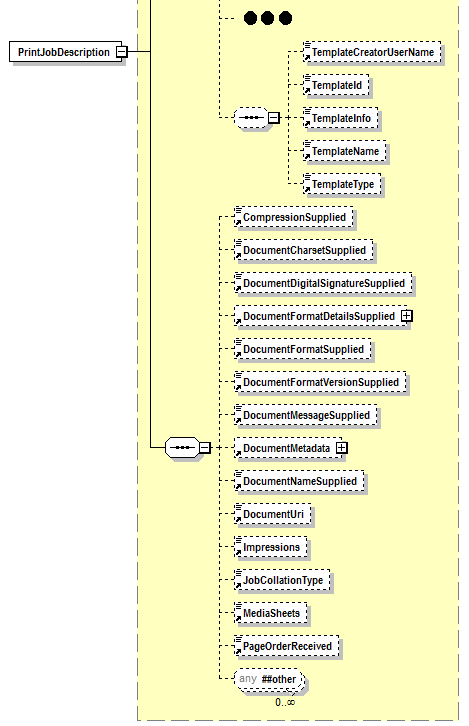 PrintJobDescription
TemplateCreatorUserName
TemplateId
TemplateInfo
TemplateName
TemplateType
CompressionSupplied
DocumentCharsetSupplied
DocumentDigitalSignatureSupplied
DocumentFormatDetailsSupplied
DocumentFormatSupplied
DocumentFormatVersionSupplied
DocumentMessageSupplied
DocumentMetadata
DocumentNameSupplied
DocumentUri
Impressions
JobCollationType
MediaSheets
PageOrderReceived
any ##other
0..∞